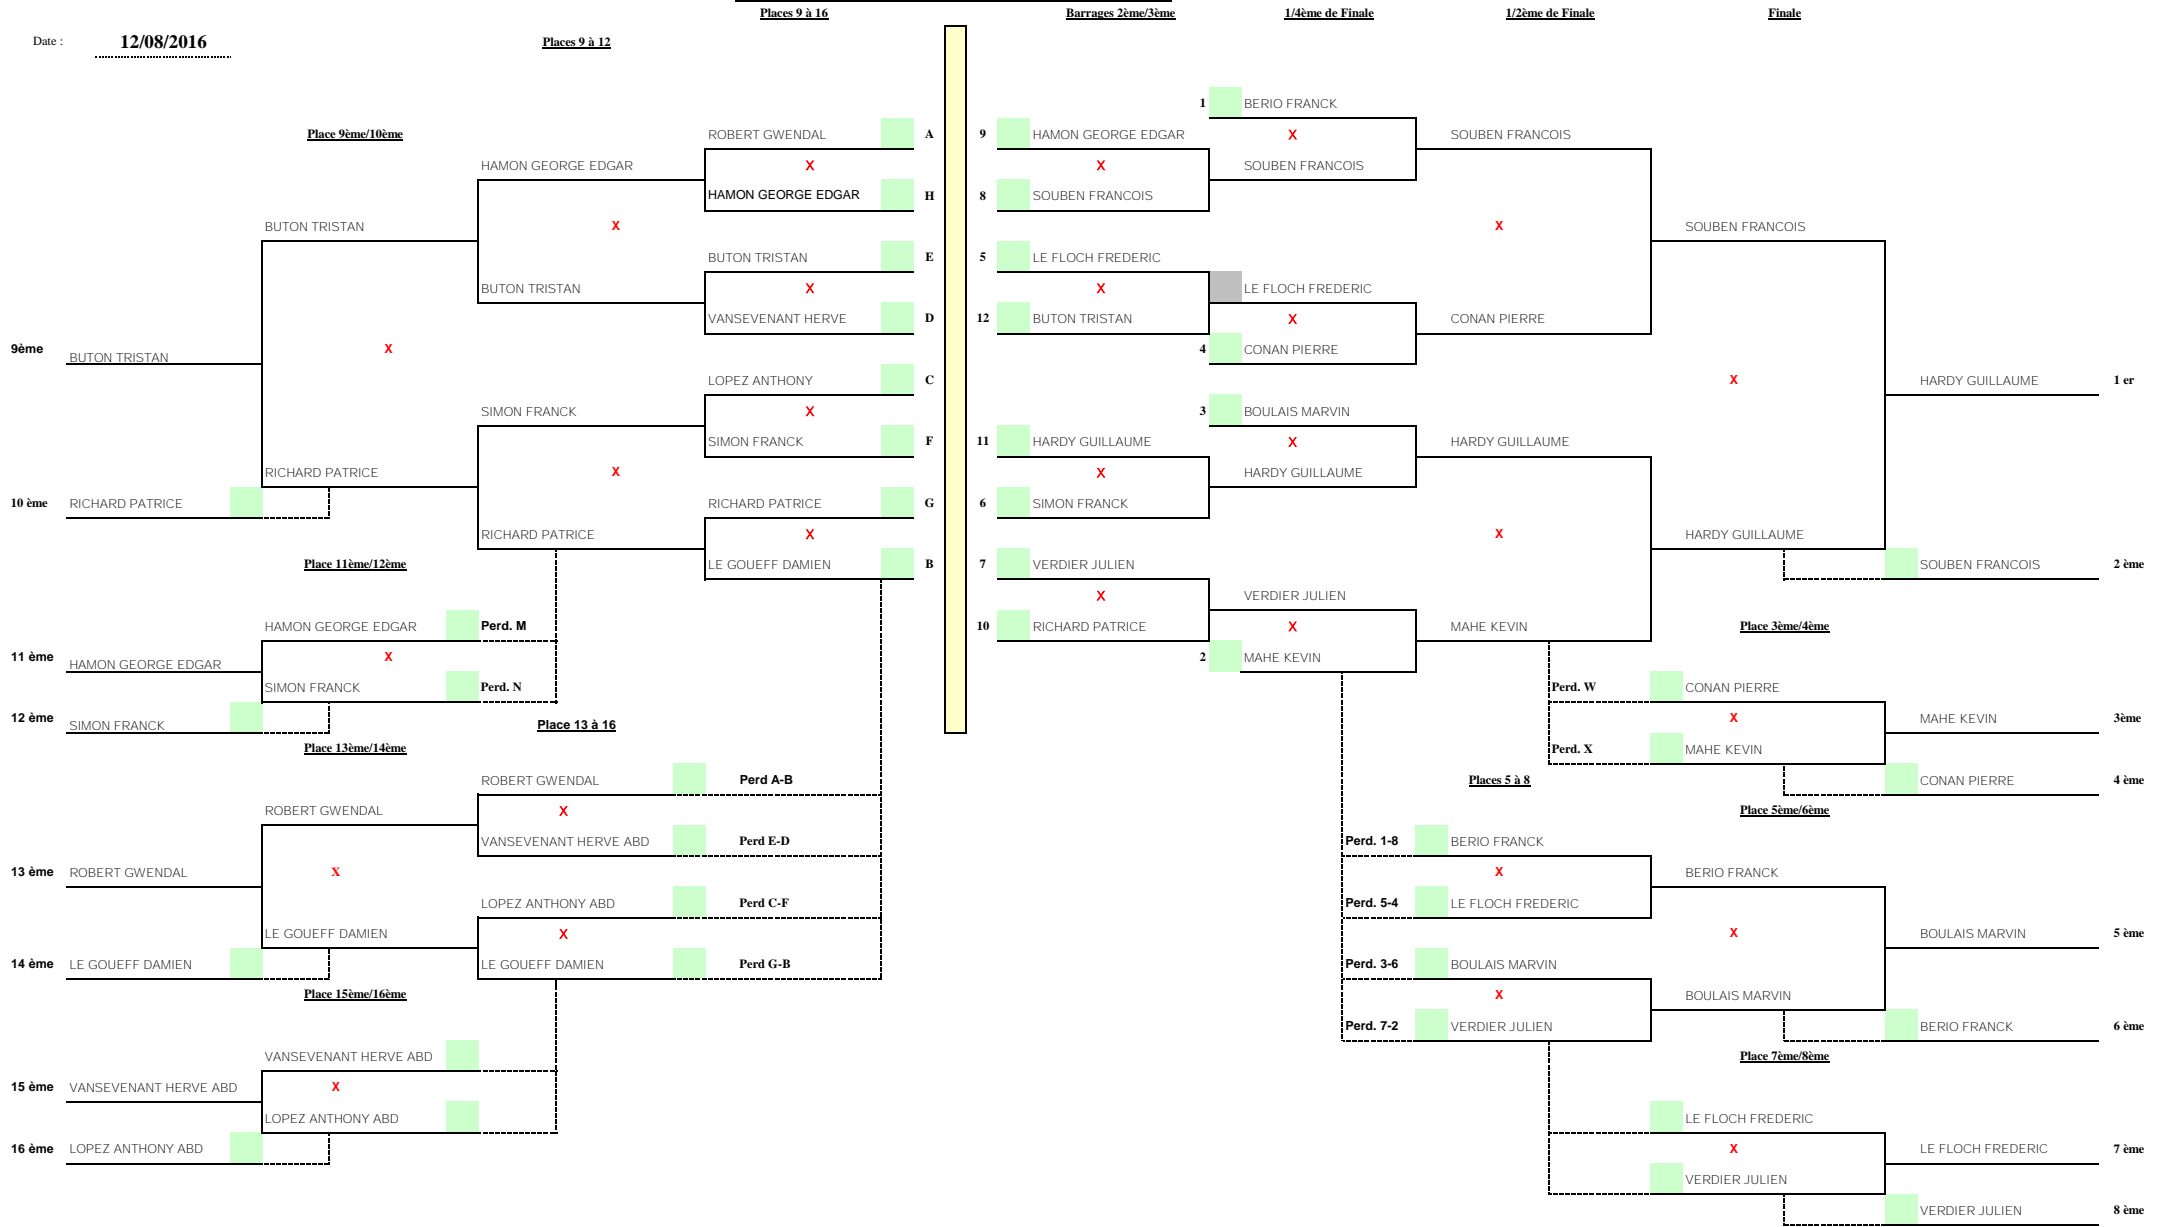 Places 9 à 16 Barrages 2ème/3ème 1/4ème de Finale 1/2ème de Finale Finale
Date : 12/08/2016 Places 9 à 12
1 BERIO FRANCK
Place 9ème/10ème ROBERT GWENDAL A 9 HAMON GEORGE EDGAR X SOUBEN FRANCOIS
HAMON GEORGE EDGAR X X SOUBEN FRANCOIS
HAMON GEORGE EDGAR H 8 SOUBEN FRANCOIS
BUTON TRISTAN X X SOUBEN FRANCOIS
BUTON TRISTAN E 5 LE FLOCH FREDERIC
BUTON TRISTAN X X LE FLOCH FREDERIC
VANSEVENANT HERVE D 12 BUTON TRISTAN X CONAN PIERRE
9ème BUTON TRISTAN X 4 CONAN PIERRE
LOPEZ ANTHONY C X HARDY GUILLAUME 1 er
SIMON FRANCK X 3 BOULAIS MARVIN
SIMON FRANCK F 11 HARDY GUILLAUME X HARDY GUILLAUME
RICHARD PATRICE X X HARDY GUILLAUME
10 ème RICHARD PATRICE RICHARD PATRICE G 6 SIMON FRANCK
RICHARD PATRICE X X HARDY GUILLAUME
Place 11ème/12ème LE GOUEFF DAMIEN B 7 VERDIER JULIEN SOUBEN FRANCOIS 2 ème
X VERDIER JULIEN
HAMON GEORGE EDGAR Perd. M 10 RICHARD PATRICE X MAHE KEVIN Place 3ème/4ème
11 ème HAMON GEORGE EDGAR X 2 MAHE KEVIN
SIMON FRANCK Perd. N Perd. W CONAN PIERRE
12 ème SIMON FRANCK Place 13 à 16 X MAHE KEVIN 3ème
Place 13ème/14ème Perd. X MAHE KEVIN
ROBERT GWENDAL Perd A-B Places 5 à 8 CONAN PIERRE 4 ème
ROBERT GWENDAL X Place 5ème/6ème
VANSEVENANT HERVE ABD Perd E-D Perd. 1-8 BERIO FRANCK
13 ème ROBERT GWENDAL X X BERIO FRANCK
LOPEZ ANTHONY ABD Perd C-F Perd. 5-4 LE FLOCH FREDERIC
LE GOUEFF DAMIEN X X BOULAIS MARVIN 5 ème
14 ème LE GOUEFF DAMIEN LE GOUEFF DAMIEN Perd G-B Perd. 3-6 BOULAIS MARVIN
Place 15ème/16ème X BOULAIS MARVIN
Perd. 7-2 VERDIER JULIEN BERIO FRANCK 6 ème
VANSEVENANT HERVE ABD Place 7ème/8ème
15 ème VANSEVENANT HERVE ABD X
LOPEZ ANTHONY ABD LE FLOCH FREDERIC
16 ème LOPEZ ANTHONY ABD X LE FLOCH FREDERIC 7 ème
VERDIER JULIEN
VERDIER JULIEN 8 ème